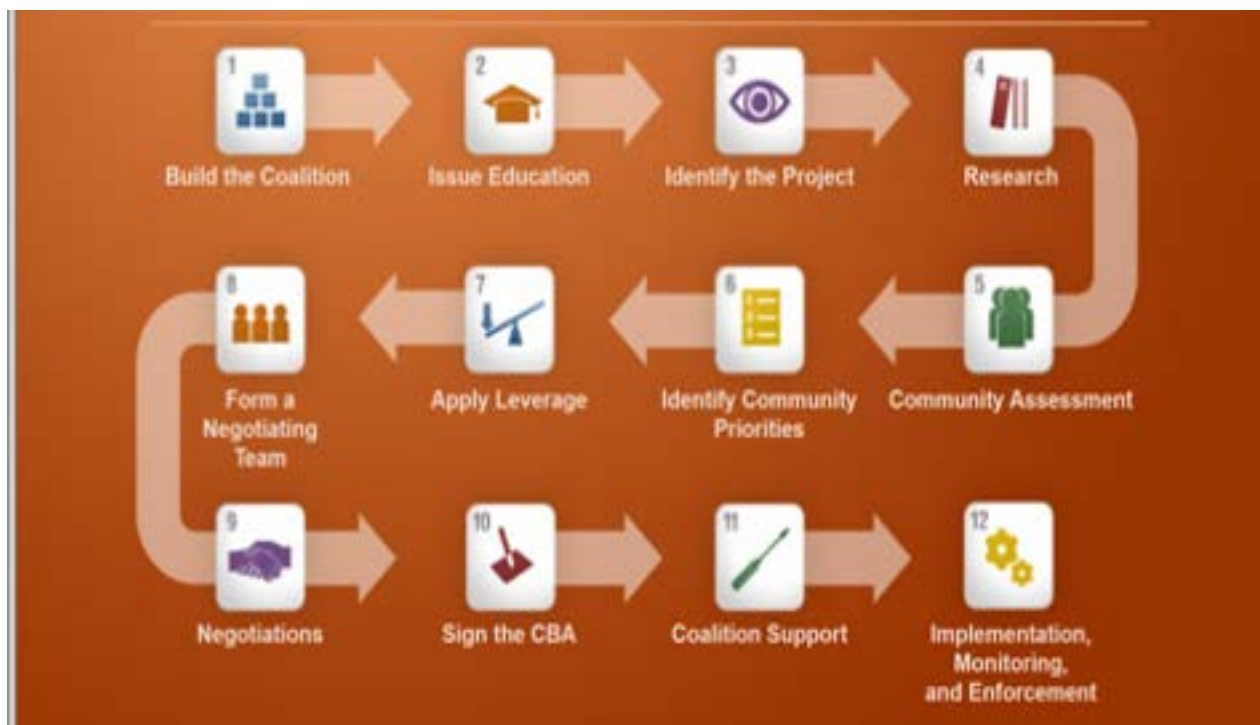 1
Build the Coalition
2
Issue Education
3
Identify the Project
4
Research
5
Community Assessment
6
Identify Community
Priorities
7
Apply Leverage
8
Form a
Negotiating
Team
9
Negotiations
10
Sign the CBA
11
Coalition Support
12
Implementation,
Monitoring,
and Enforcement